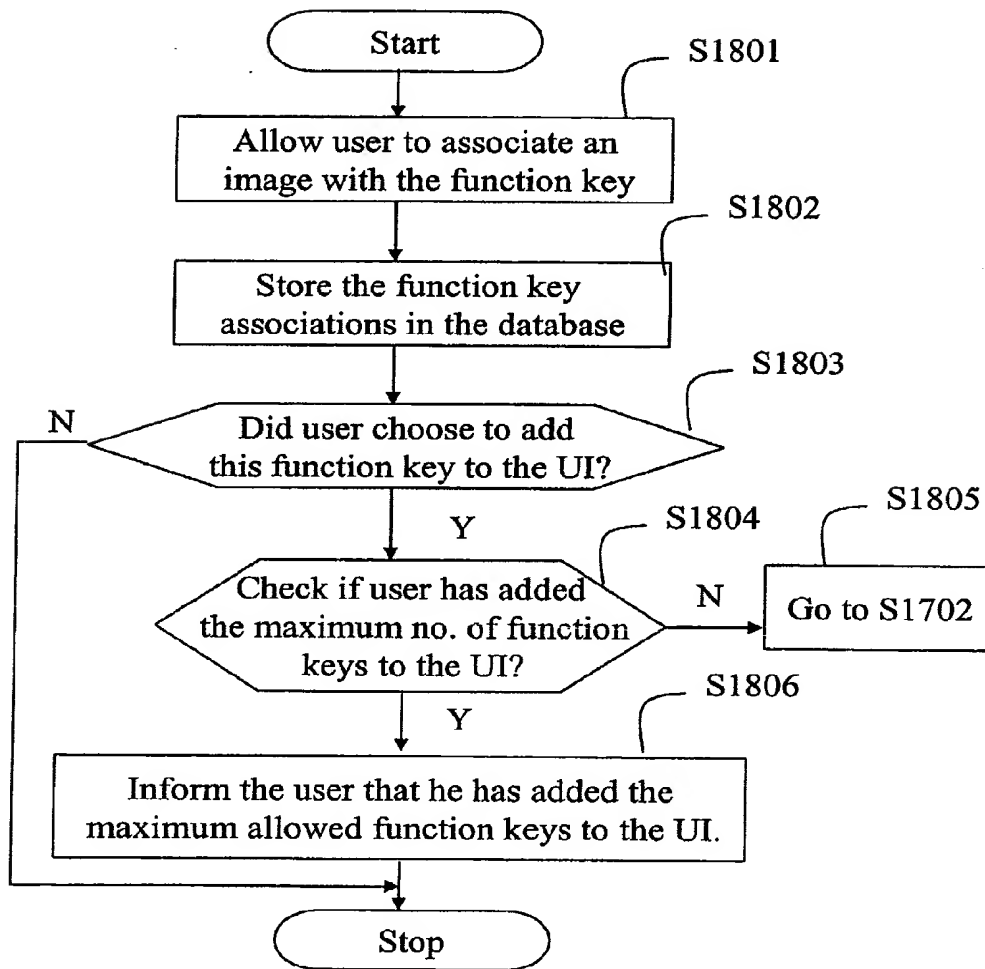 Start
S1801
Allow user to associate an
image with the function key
S1802
Store the function key
associations in the database
S1803
N
Did user choose to add
this function key to the UI?
Y
S1804
S1805
Check if user has added
the maximum no. of function
keys to the UI?
N
Go to S1702
Y
S1806
Inform the user that he has added the
maximum allowed function keys to the UI.
Stop